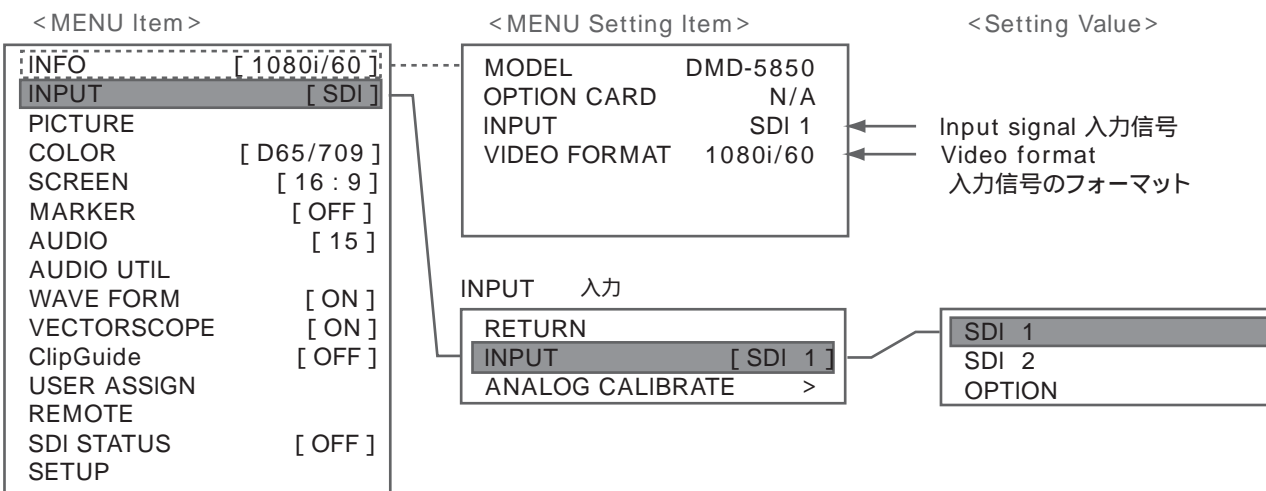 <MENU Item>
INFO [ 1080i/60 ]
INPUT [ SDI ]
PICTURE
COLOR [ D65/709 ]
SCREEN [ 16 : 9 ]
MARKER [ OFF ]
AUDIO [ 15 ]
AUDIO UTIL
WAVE FORM [ ON ]
VECTORSCOPE [ ON ]
ClipGuide [ OFF ]
USER ASSIGN
REMOTE
SDI STATUS [ OFF ]
SETUP
<MENU Setting Item>
MODEL DMD-5850
OPTION CARD N/A
INPUT SDI 1
VIDEO FORMAT 1080i/60
INPUT 入力
RETURN
INPUT [ SDI 1 ]
ANALOG CALIBRATE >
<Setting Value>
Input signal 入力信号
Video format
入力信号のフォーマット
SDI 1
SDI 2
OPTION